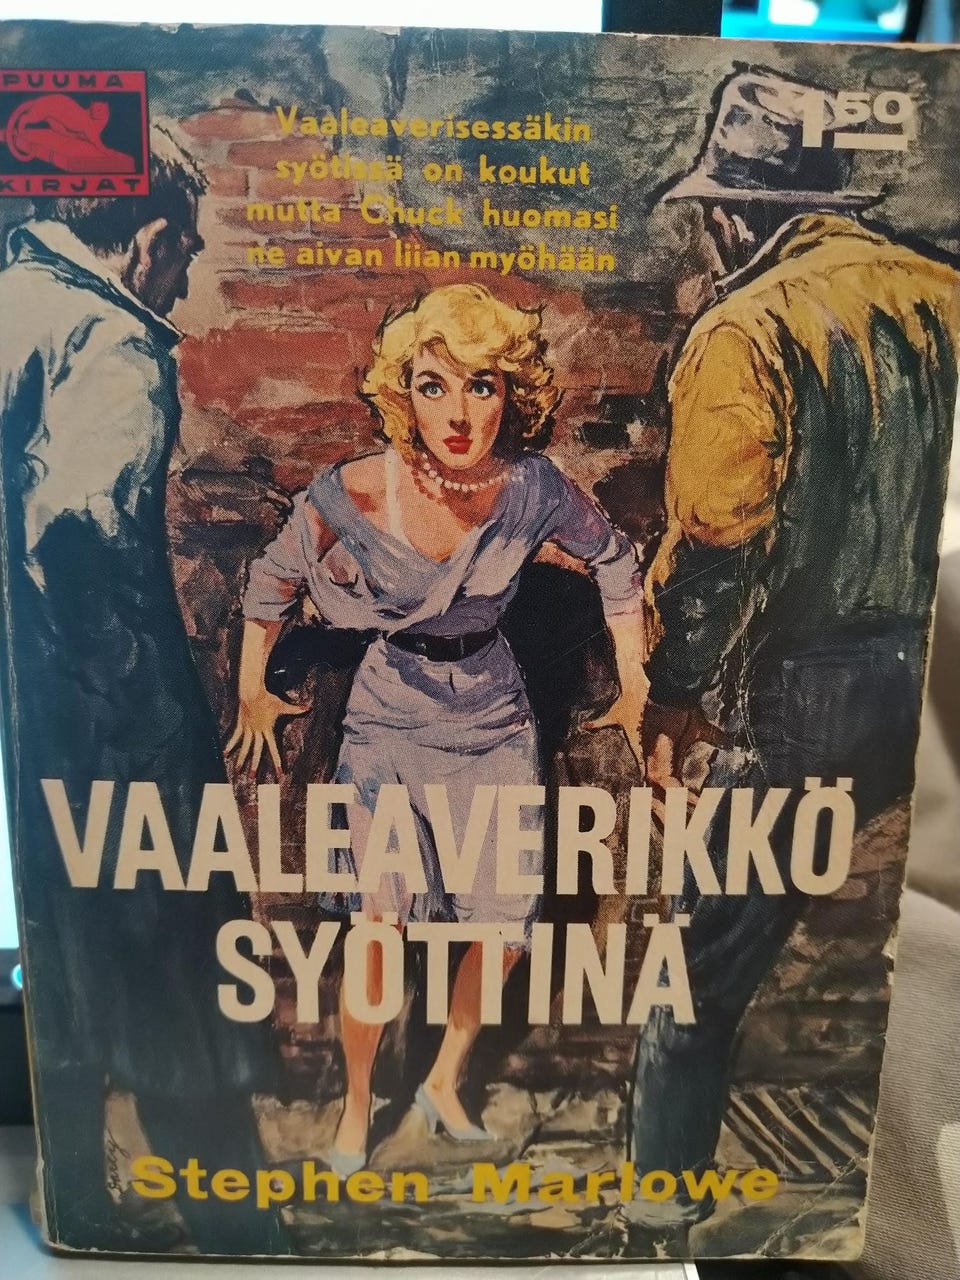 PUUMA
KIRJAT
1 50
Vaaleaverisessäkin
syötissä on koukut
mutta Chuck huomasi
ne aivan liian myöhään
VAALEAVERIKKÖ
SYÖTTINÄ
Stephen Marlowe